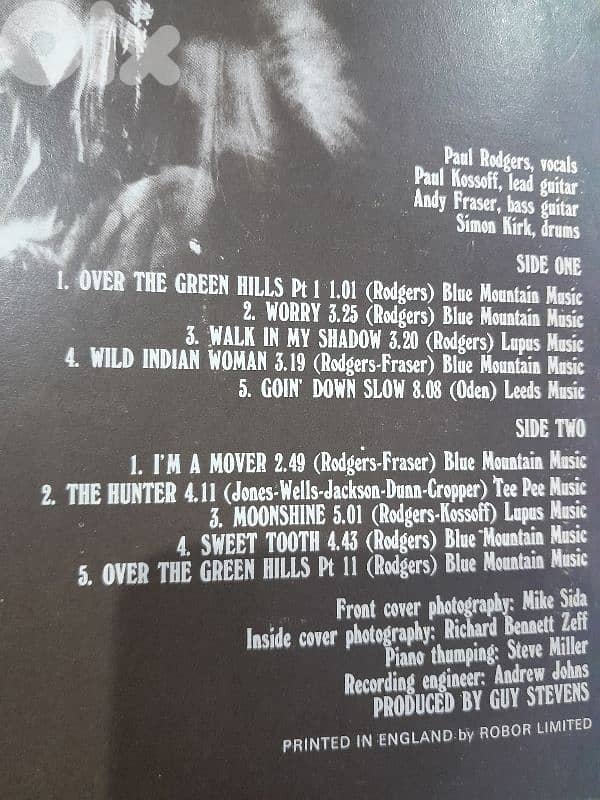 olx
Paul Rodgers, vocals
Paul Kossoff, lead guitar
Andy Fraser, bass guitar
Simon Kirk, drums
SIDE ONE
1. OVER THE GREEN HILLS Pt 1 1.01 (Rodgers) Blue Mountain Music
2. WORRY 3.25 (Rodgers) Blue Mountain Music
3. WALK IN MY SHADOW 3.20 (Rodgers) Lupus Music
4. WILD INDIAN WOMAN 3.19 (Rodgers-Fraser) Blue Mountain Music
5. GOIN' DOWN SLOW 8.08 (Oden) Leeds Music
SIDE TWO
1. I'M A MOVER 2.49 (Rodgers-Fraser) Blue Mountain Music
2. THE HUNTER 4.11 (Jones-Wells-Jackson-Dunn-Cropper) Tee Pee Music
3. MOONSHINE 5.01 (Rodgers-Kossoff) Lupus Music
4. SWEET TOOTH 4.43 (Rodgers) Blue Mountain Music
5. OVER THE GREEN HILLS Pt 11 (Rodgers) Blue Mountain Music
Front cover photography: Mike Sida
Inside cover photography: Richard Bennett Zeff
Piano thumping: Steve Miller
Recording engineer: Andrew Johns
PRODUCED BY GUY STEVENS
PRINTED IN ENGLAND by ROBOR LIMITED